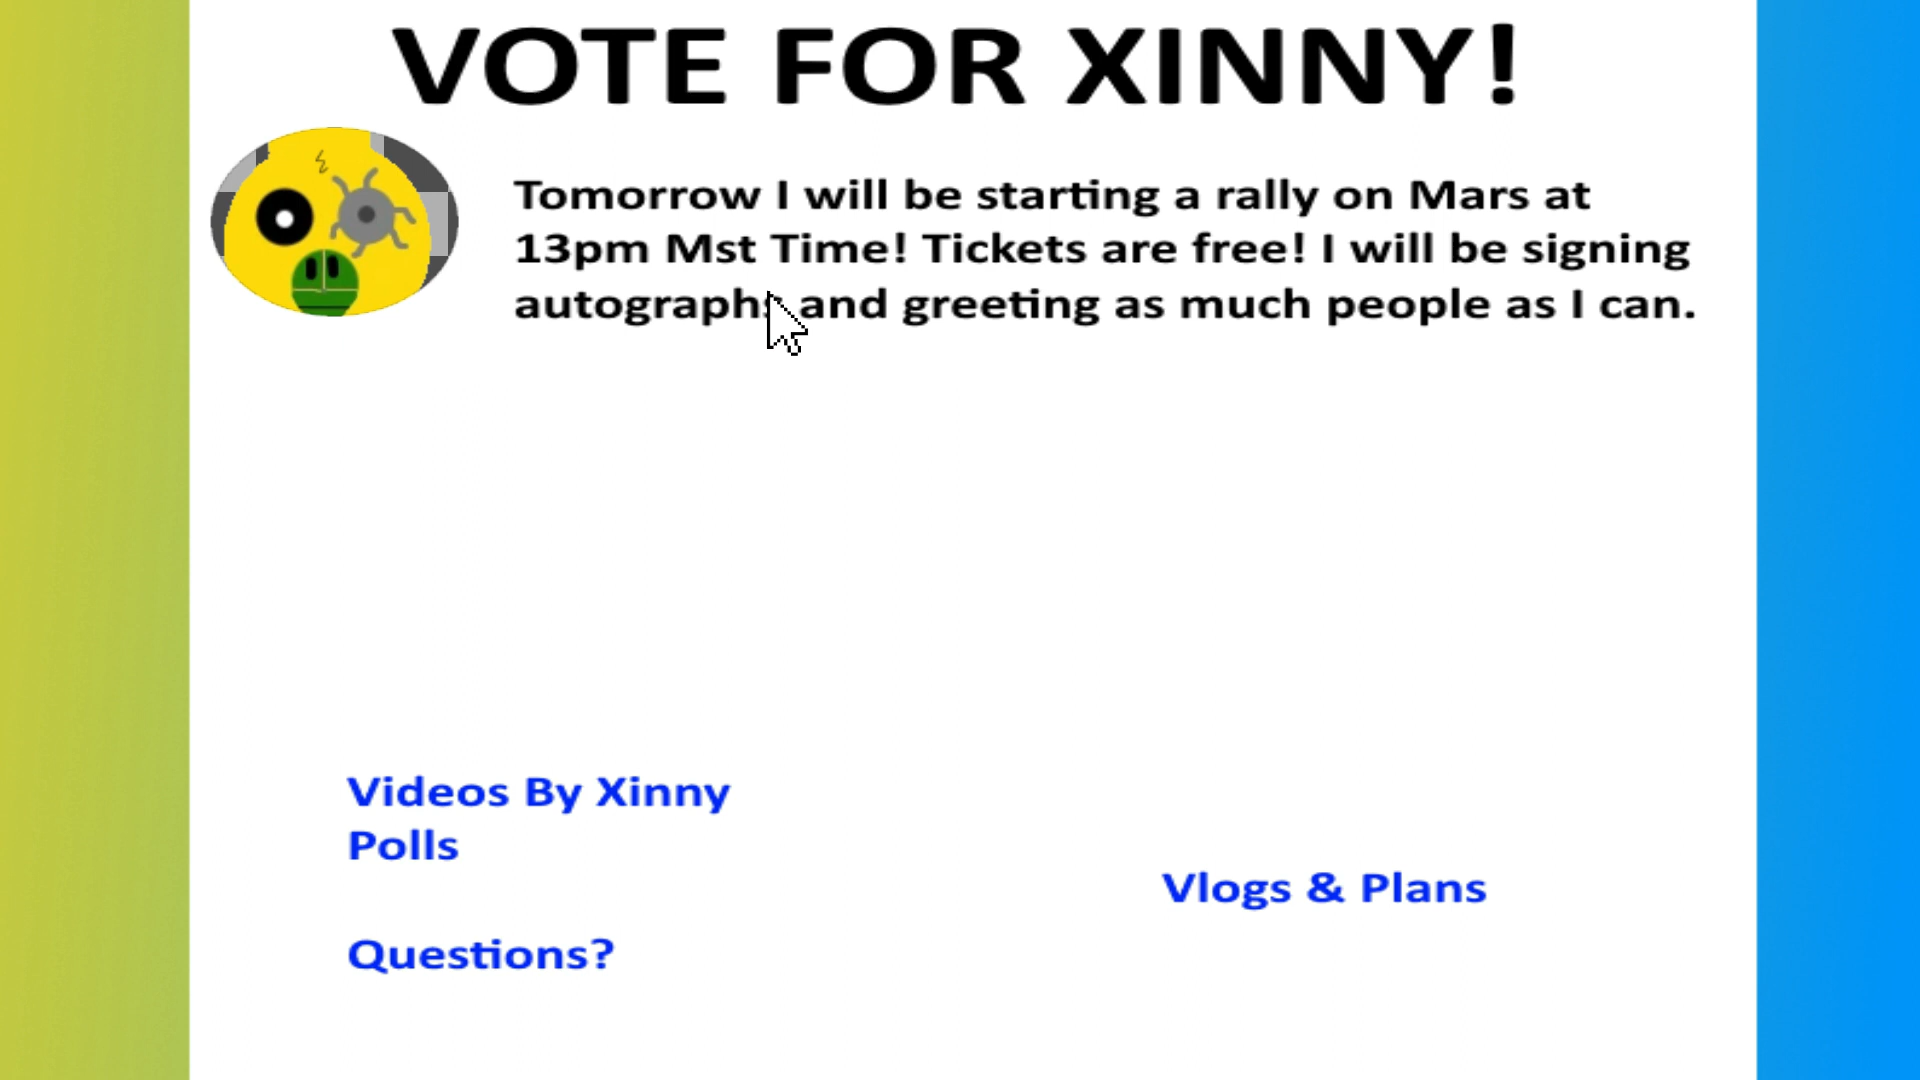 VOTE FOR XINNY!
Tomorrow I will be starting a rally on Mars at
13pm Mst Time! Tickets are free! I will be signing
autographs and greeting as much people as I can.
Videos By Xinny
Polls
Vlogs & Plans
Questions?